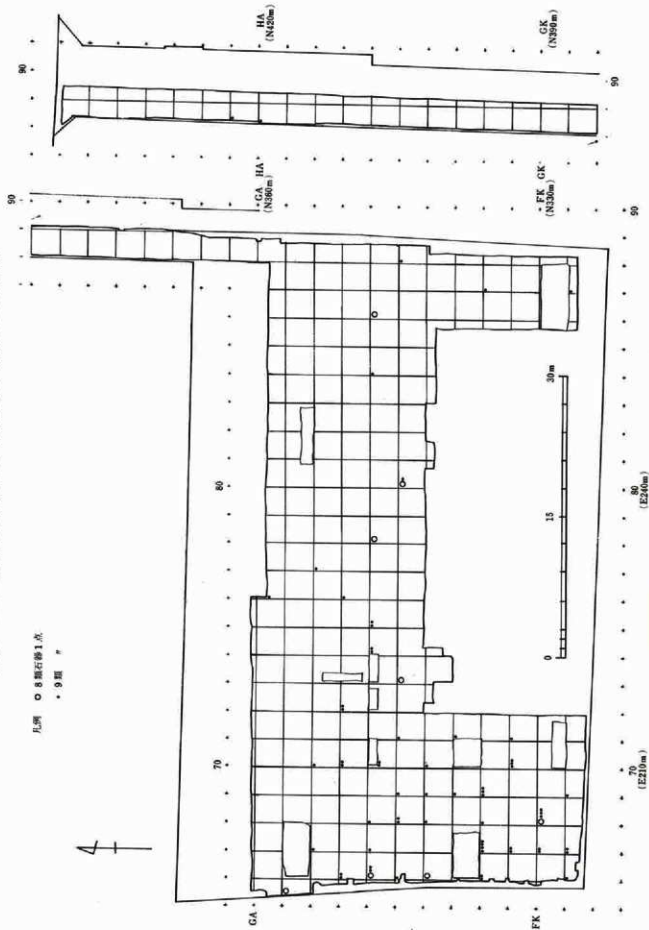 HA
(N420m)
GK
(N390m)
90
90
GA HA
(N360m)
FK GK
(N330m)
90
90
凡例 ○ 8類石器1点
• 9類 〃
80
70
GA
FK
30m
15
0
80
(E240m)
70
(E210m)